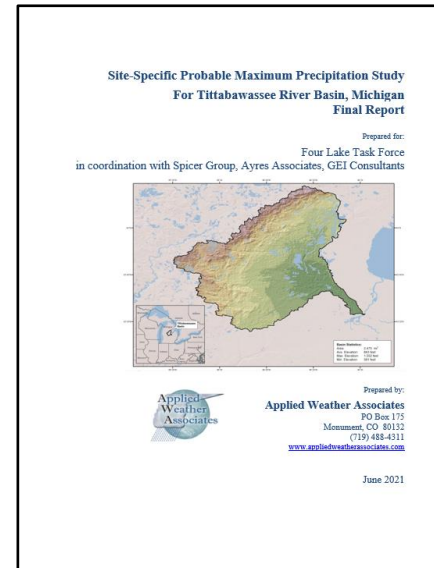 Site-Specific Probable Maximum Precipitation Study
For Tittabawassee River Basin, Michigan
Final Report
Prepared for:
Four Lake Task Force
in coordination with Spicer Group, Ayres Associates, GEI Consultants
Basin Statistics
Prepared by:
Applied
Weather
Associates
Applied Weather Associates
PO Box 175
Monument, CO 80132
(719) 488-4311
www.appliedweatherassociates.com
June 2021